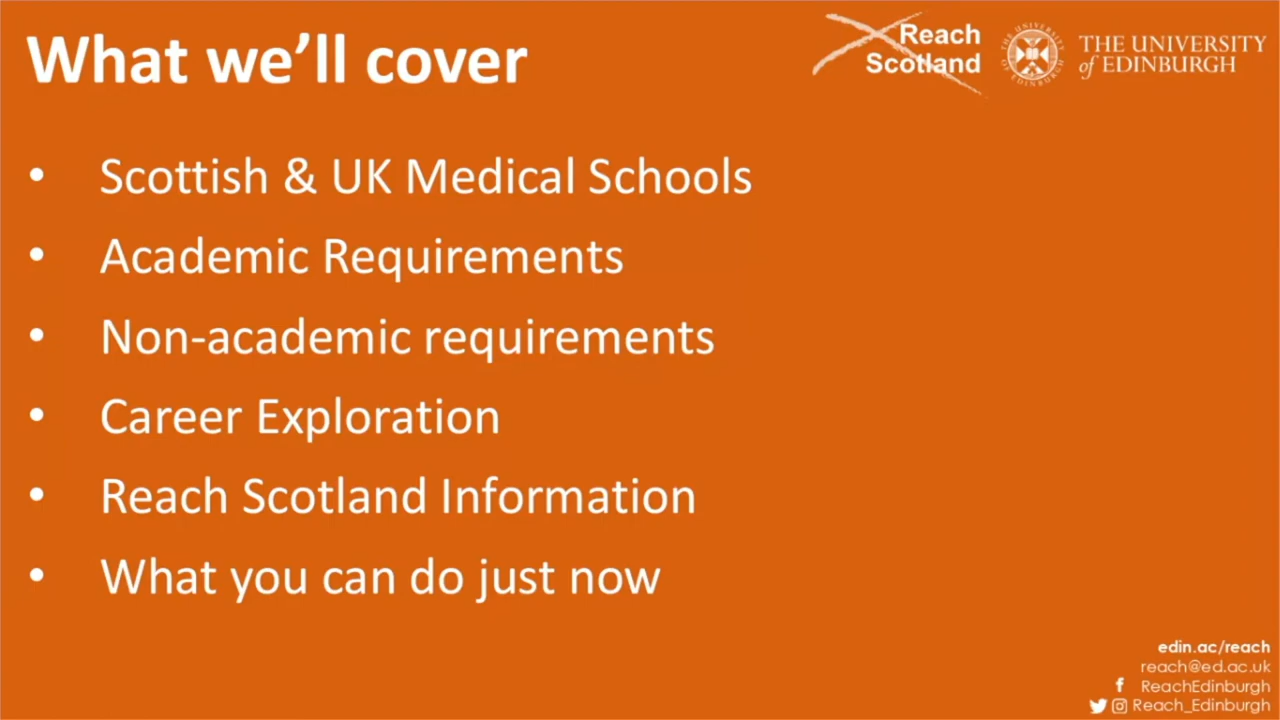 What we’ll cover
Reach
Scotland
THE UNIVERSITY
of EDINBURGH
• Scottish & UK Medical Schools
• Academic Requirements
• Non-academic requirements
• Career Exploration
• Reach Scotland Information
• What you can do just now
edin.ac/reach
reach@ed.ac.uk
ReachEdinburgh
Reach_Edinburgh